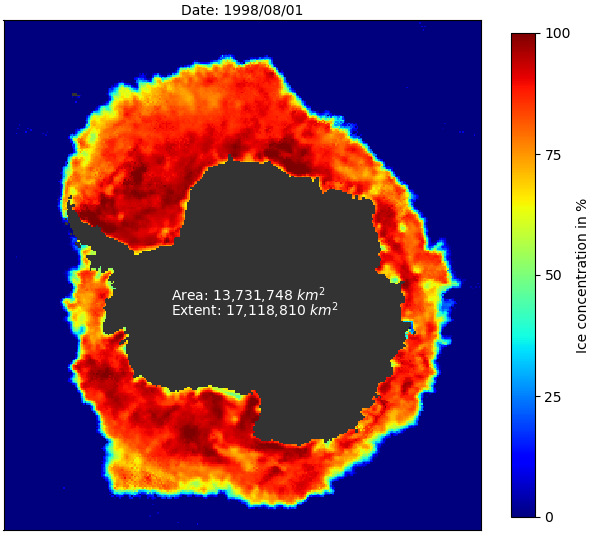 Date: 1998/08/01
Area: 13,731,748 km²
Extent: 17,118,810 km²
100
75
50
25
0
Ice concentration in %